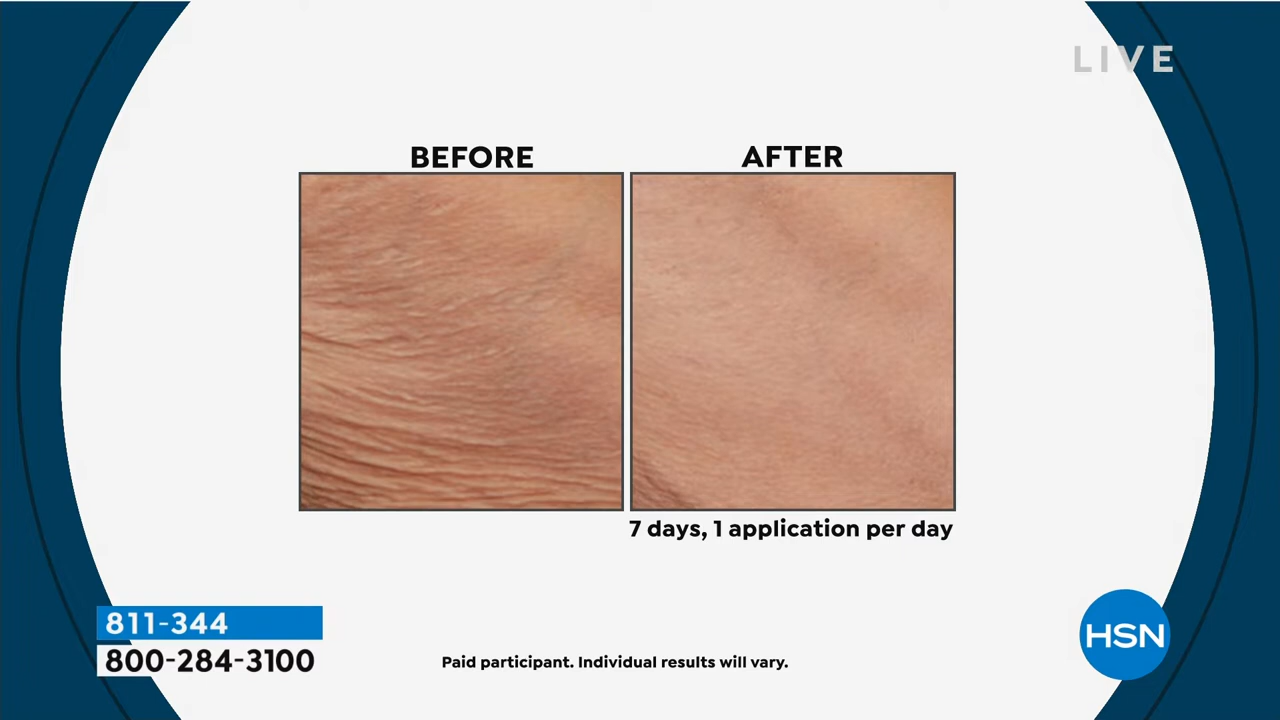 LIVE
BEFORE
AFTER
7 days, 1 application per day
811-344
800-284-3100
Paid participant. Individual results will vary.
HSN